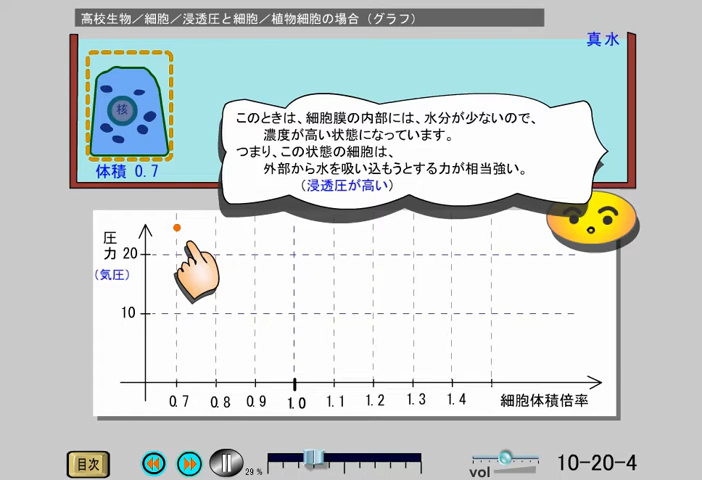 高校生物／細胞／浸透圧と細胞／植物細胞の場合（グラフ）
真水
核
体積 0.7
このときは、細胞膜の内部には、水分が少ないので、
濃度が高い状態になっています。
つまり、この状態の細胞は、
外部から水を吸い込もうとする力が相当強い。
（浸透圧が高い）
圧力
（気圧）
20
10
0.7 0.8 0.9 1.0 1.1 1.2 1.3 1.4 細胞体積倍率
目次
29 %
vol
10-20-4